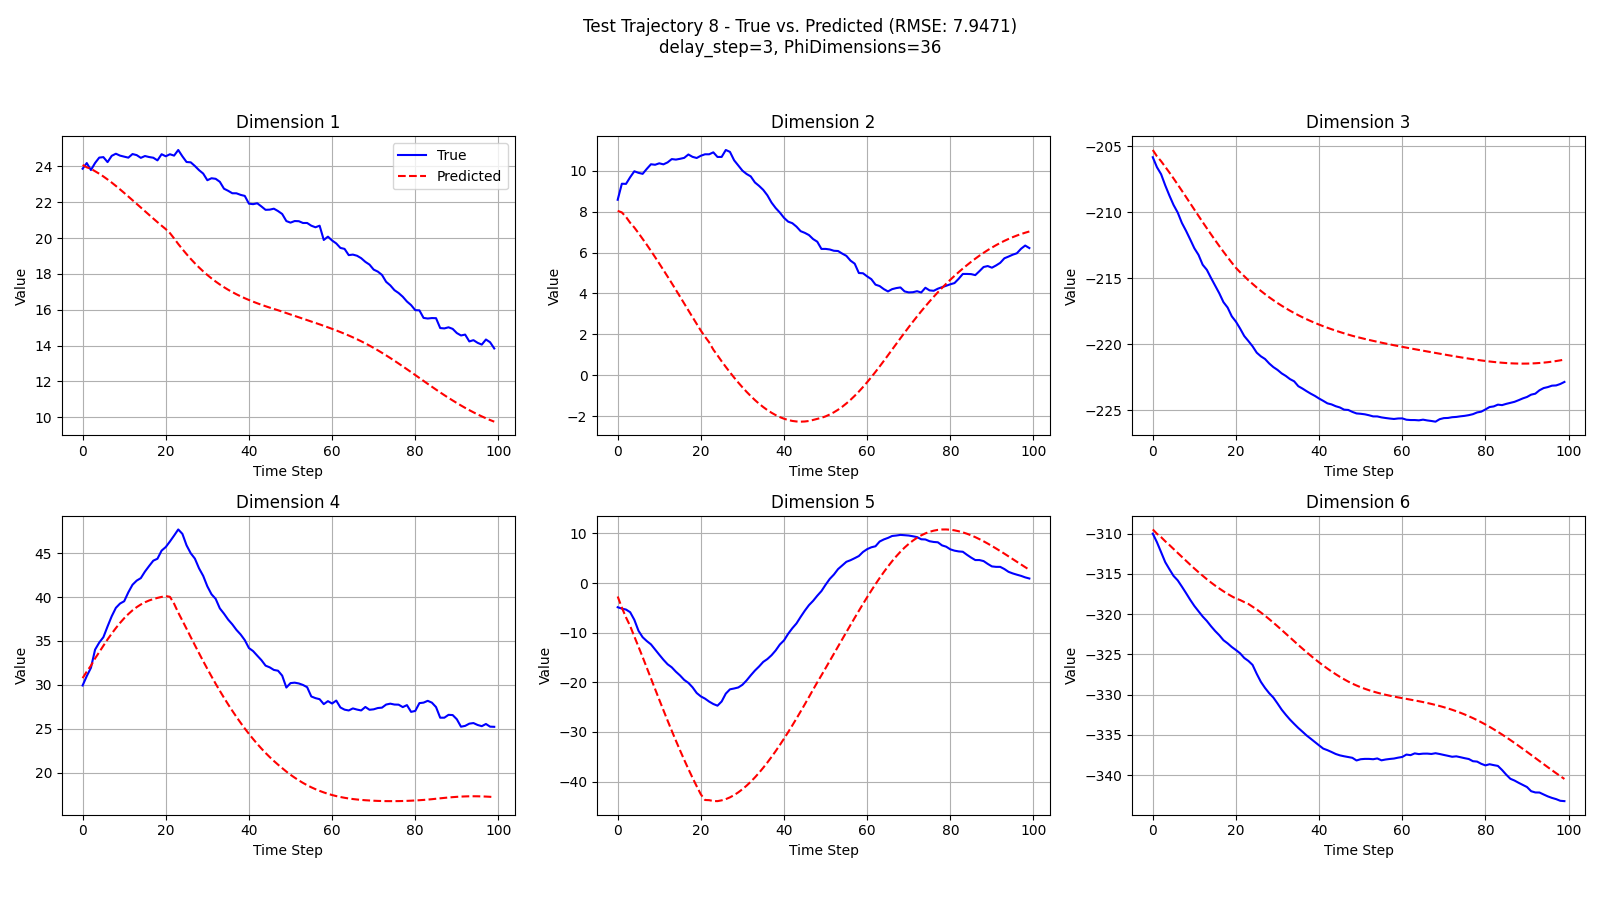 Test Trajectory 8 - True vs. Predicted (RMSE: 7.9471)
delay_step=3, PhiDimensions=36
Dimension 1
24
22
20
18
16
14
12
10
Value
0 20 40 60 80 100
Time Step
True
Predicted
Dimension 2
10
8
6
4
2
0
−2
Value
0 20 40 60 80 100
Time Step
Dimension 3
−205
−210
−215
−220
−225
Value
0 20 40 60 80 100
Time Step
Dimension 4
45
40
35
30
25
20
Value
0 20 40 60 80 100
Time Step
Dimension 5
10
0
−10
−20
−30
−40
Value
0 20 40 60 80 100
Time Step
Dimension 6
−310
−315
−320
−325
−330
−335
−340
Value
0 20 40 60 80 100
Time Step